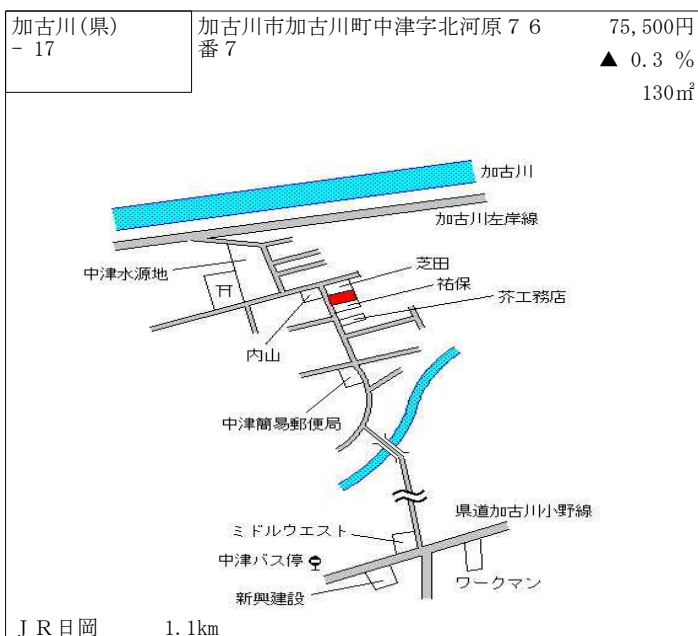 加古川(県)
- 17
加古川市加古川町中津字北河原７６
番７
75,500円
▲ 0.3 %
130㎡
加古川
加古川左岸線
中津水源地
芝田
祐保
芥工務店
内山
中津簡易郵便局
県道加古川小野線
ミドルウエスト
中津バス停
ワークマン
新興建設
ＪＲ日岡 1.1km